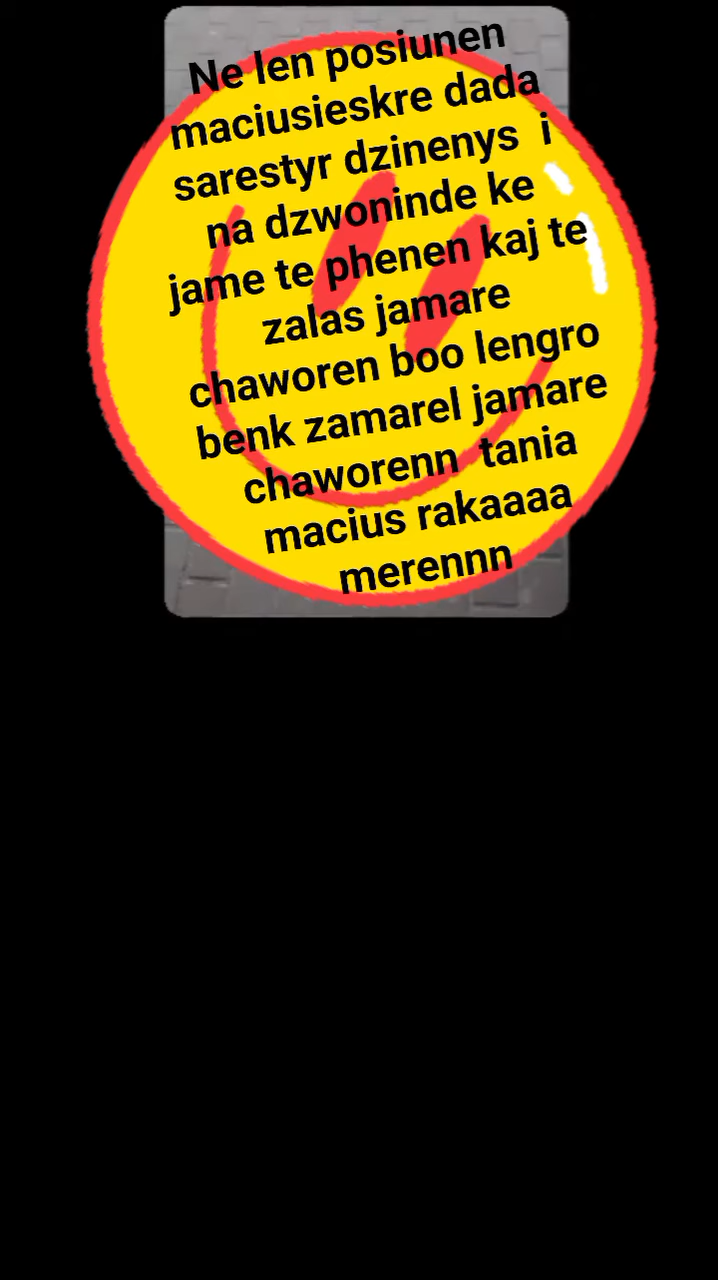 Ne len posiunen
maciusieskre dada
sarestyr dzinenys i
na dzwoninde ke
jame te phenen kaj te
zalas jamare
chaworen boo lengro
benk zamarel jamare
chaworenn tania
macius rakaaaa
merennn